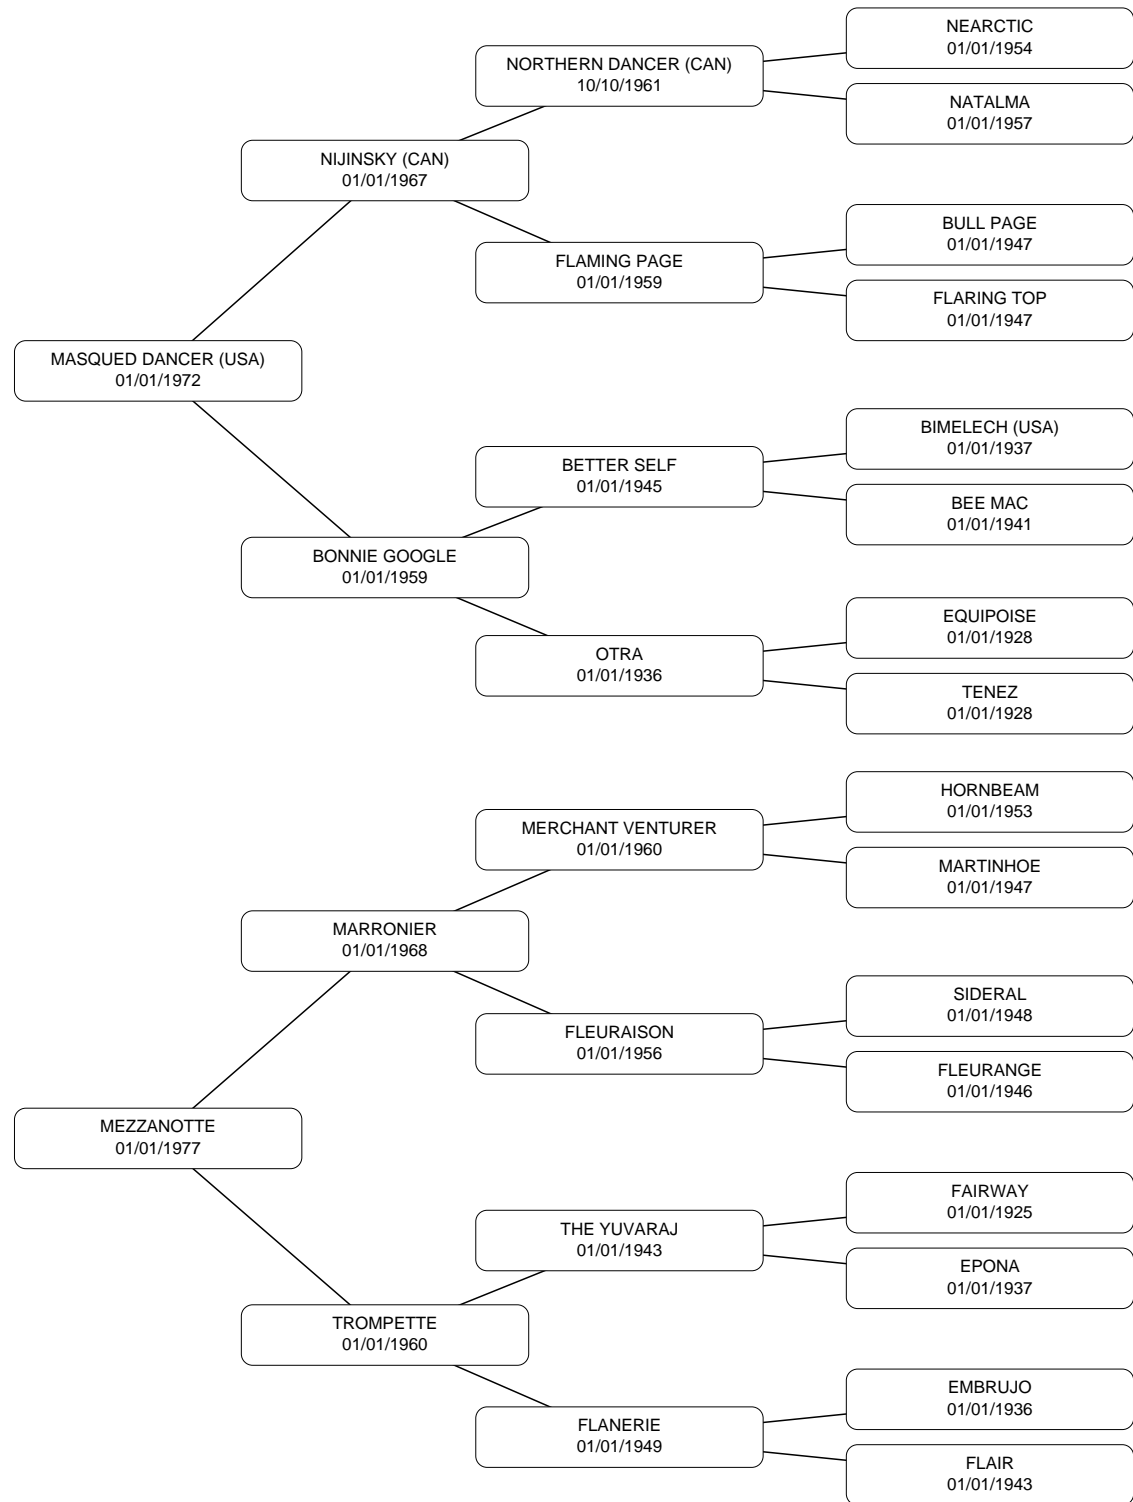 NEARCTIC
01/01/1954
NORTHERN DANCER (CAN)
10/10/1961
NATALMA
01/01/1957
NIJINSKY (CAN)
01/01/1967
BULL PAGE
01/01/1947
FLAMING PAGE
01/01/1959
FLARING TOP
01/01/1947
MASQUED DANCER (USA)
01/01/1972
BIMELECH (USA)
01/01/1937
BETTER SELF
01/01/1945
BEE MAC
01/01/1941
BONNIE GOOGLE
01/01/1959
EQUIPOISE
01/01/1928
OTRA
01/01/1936
TENEZ
01/01/1928
HORNBEAM
01/01/1953
MERCHANT VENTURER
01/01/1960
MARTINHOE
01/01/1947
MARRONIER
01/01/1968
SIDERAL
01/01/1948
FLEURAISON
01/01/1956
FLEURANGE
01/01/1946
MEZZANOTTE
01/01/1977
FAIRWAY
01/01/1925
THE YUVARAJ
01/01/1943
EPONA
01/01/1937
TROMPETTE
01/01/1960
EMBRUJO
01/01/1936
FLANERIE
01/01/1949
FLAIR
01/01/1943